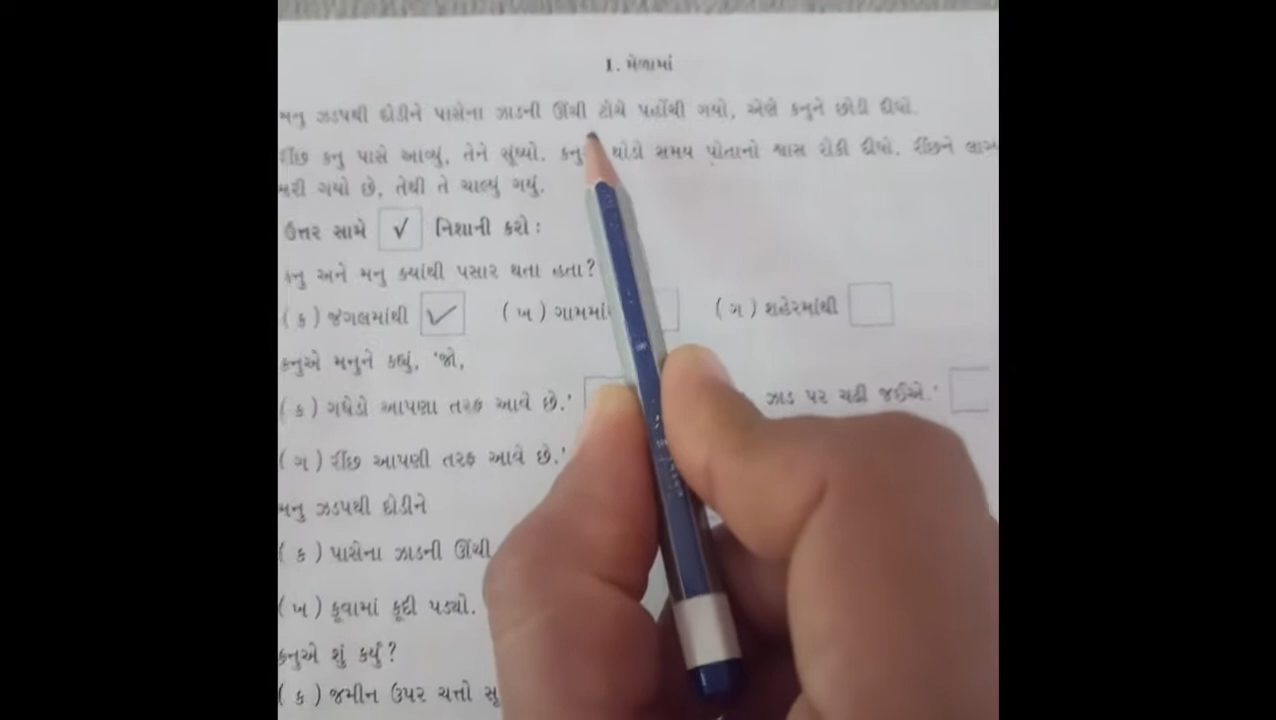 1. મેળામાં
મનુ ઝડપથી દોડીને પાસેના ઝાડની ઊંચી ટોચે પહોંચી ગયો, એણે કનુને છોડી દીધો.
રીંછ કનુ પાસે આવ્યું, તેને સૂંઘ્યો. થોડો સમય પોતાનો શ્વાસ રોકી દીધો. રીંછને
મરી ગયો છે, તેથી તે ચાલ્યું ગયું.
ઉત્તર સામે √ નિશાની કરો :
કનુ અને મનુ ક્યાંથી પસાર થતા હતા?
( ક ) જંગલમાંથી ✓ ( ખ ) ( ગ ) શહેરમાંથી
કનુએ મનુને કહ્યું, 'જો,
( ક ) ગધેડો આપણા તરફ આવે છે.' ઝાડ પર ચઢી જઈએ.'
( ગ ) રીંછ આપણી તરફ આવે છે.'
મનુ ઝડપથી દોડીને
( ક ) પાસેના ઝાડની ઊંચી
( ખ ) કૂવામાં કૂદી પડ્યો.
કનુએ શું કર્યું?
( ક ) જમીન ઉપર ચત્તો